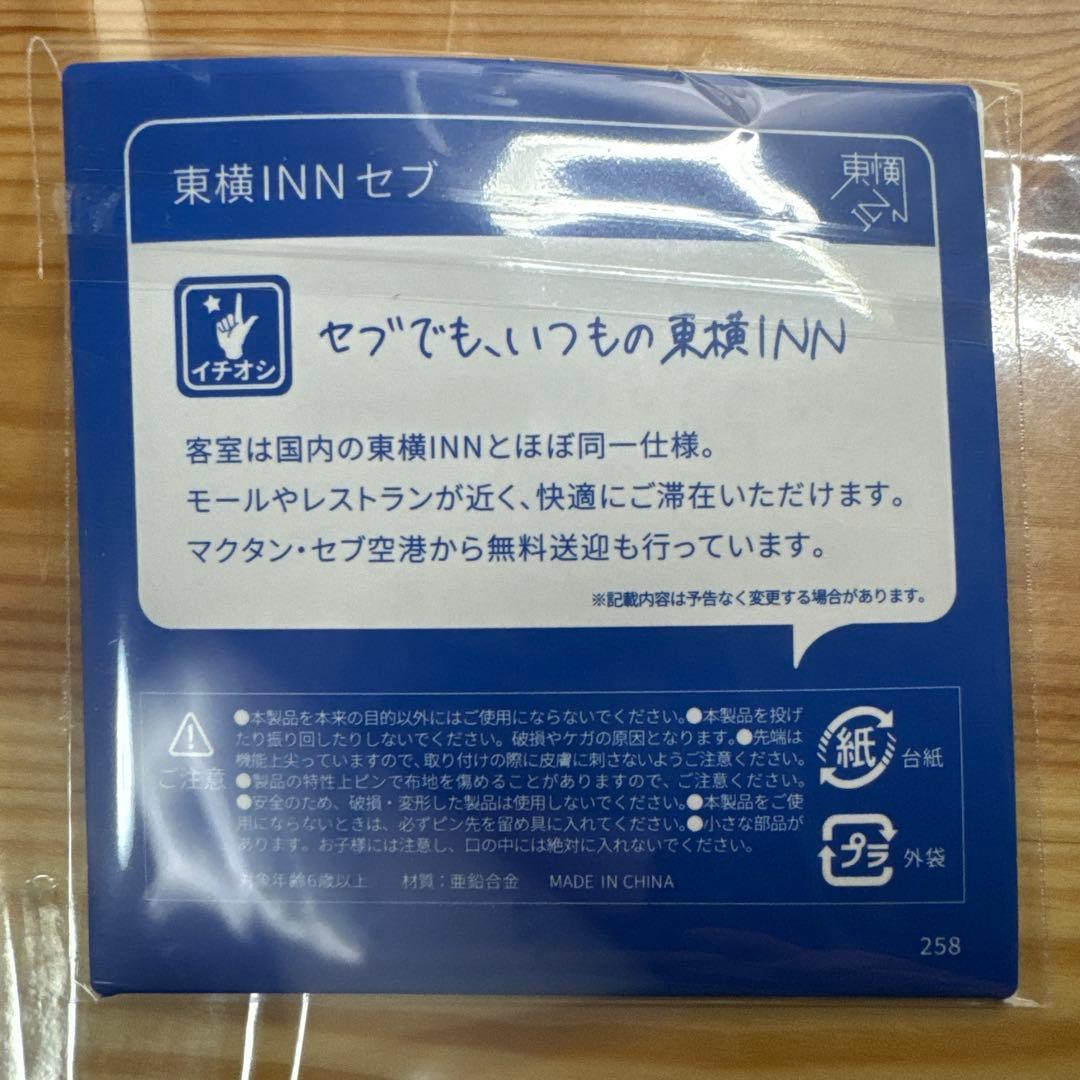 東横INN セブ
東横
INN
イチオシ
セブでも、いつもの東横INN
客室は国内の東横INNとほぼ同一仕様。
モールやレストランが近く、快適にご滞在いただけます。
マクタン・セブ空港から無料送迎も行っています。
※記載内容は予告なく変更する場合があります。
ご注意
●本製品を本来の目的以外にはご使用にならないでください。●本製品を投げ
たり振り回したりしないでください。破損やケガの原因となります。●先端は
機能上尖っていますので、取り付けの際に皮膚に刺さないようご注意ください。
●製品の特性上ピンで布地を傷めることがありますので、ご注意ください。
●安全のため、破損・変形した製品は使用しないでください。●本製品をご使
用にならないときは、必ずピン先を留め具に入れてください。●小さな部品が
あります。お子様には注意し、口の中には絶対に入れないでください。
対象年齢6歳以上 材質：亜鉛合金 MADE IN CHINA
紙 台紙
プラ 外袋
258